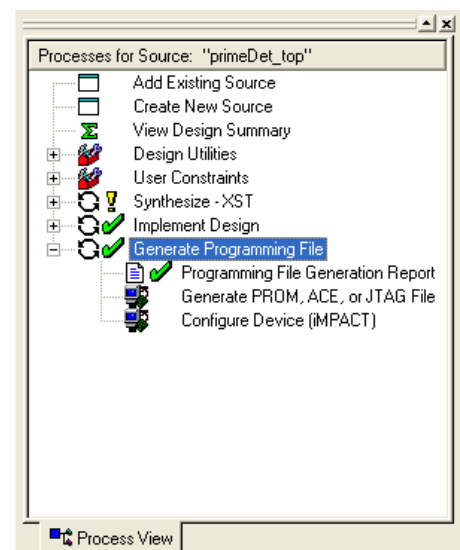 Processes for Source: "primeDet_top"
Add Existing Source
Create New Source
View Design Summary
Design Utilities
User Constraints
Synthesize - XST
Implement Design
Generate Programming File
Programming File Generation Report
Generate PROM, ACE, or JTAG File
Configure Device (iMPACT)
Process View